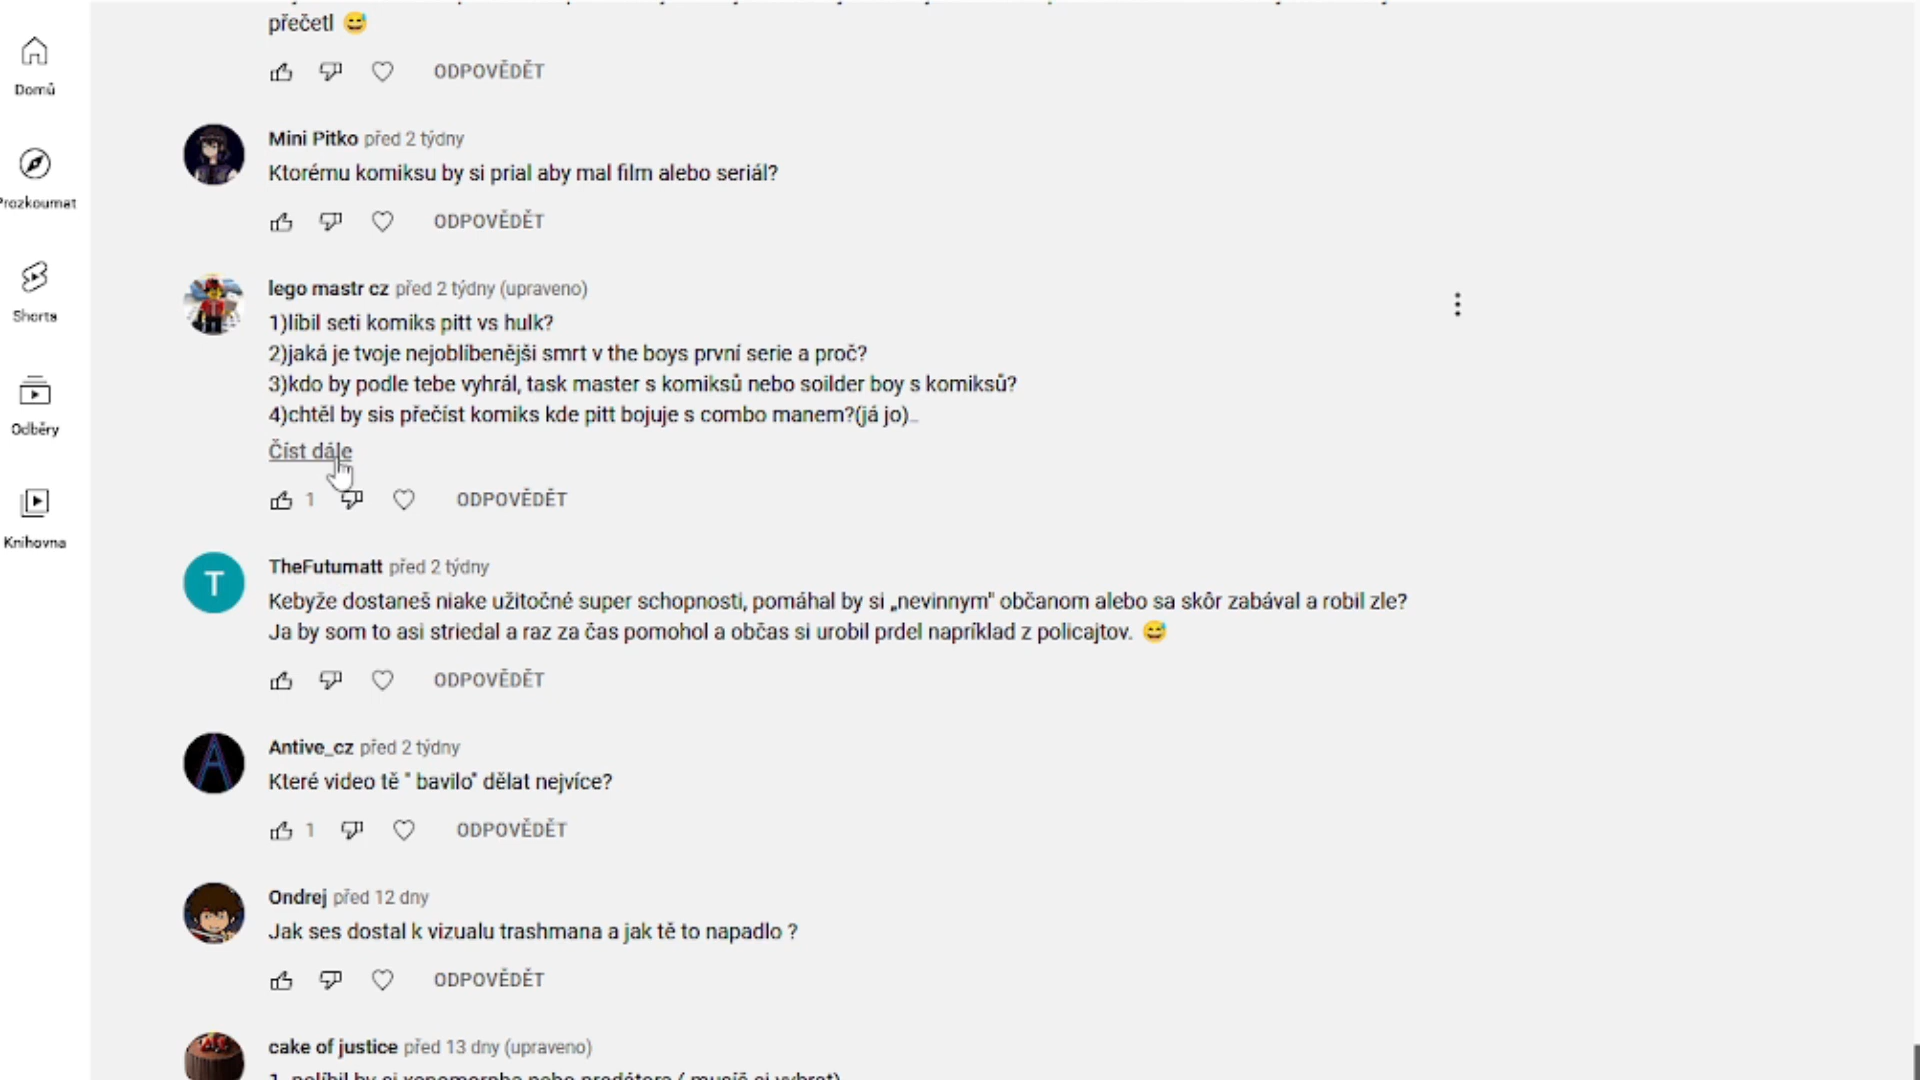 přečetl 😅
ODPOVĚDĚT
Domů
Mini Pitko před 2 týdny
Ktorému komiksu by si prial aby mal film alebo seriál?
ODPOVĚDĚT
Prozkoumat
lego mastr cz před 2 týdny (upraveno)
1)líbil seti komiks pitt vs hulk?
2)jaká je tvoje nejoblíbenější smrt v the boys první serie a proč?
3)kdo by podle tebe vyhrál, task master s komiksů nebo soilder boy s komiksů?
4)chtěl by sis přečíst komiks kde pitt bojuje s combo manem?(já jo)...
Číst dále
1 ODPOVĚDĚT
Shorts
Odběry
Knihovna
T
TheFutumatt před 2 týdny
Kebyže dostaneš niake užitočné super schopnosti, pomáhal by si „nevinnym" občanom alebo sa skôr zabával a robil zle?
Ja by som to asi striedal a raz za čas pomohol a občas si urobil prdel napríklad z policajtov. 😅
ODPOVĚDĚT
A
Antive_cz před 2 týdny
Které video tě " bavilo" dělat nejvíce?
1 ODPOVĚDĚT
Ondrej před 12 dny
Jak ses dostal k vizualu trashmana a jak tě to napadlo ?
ODPOVĚDĚT
cake of justice před 13 dny (upraveno)